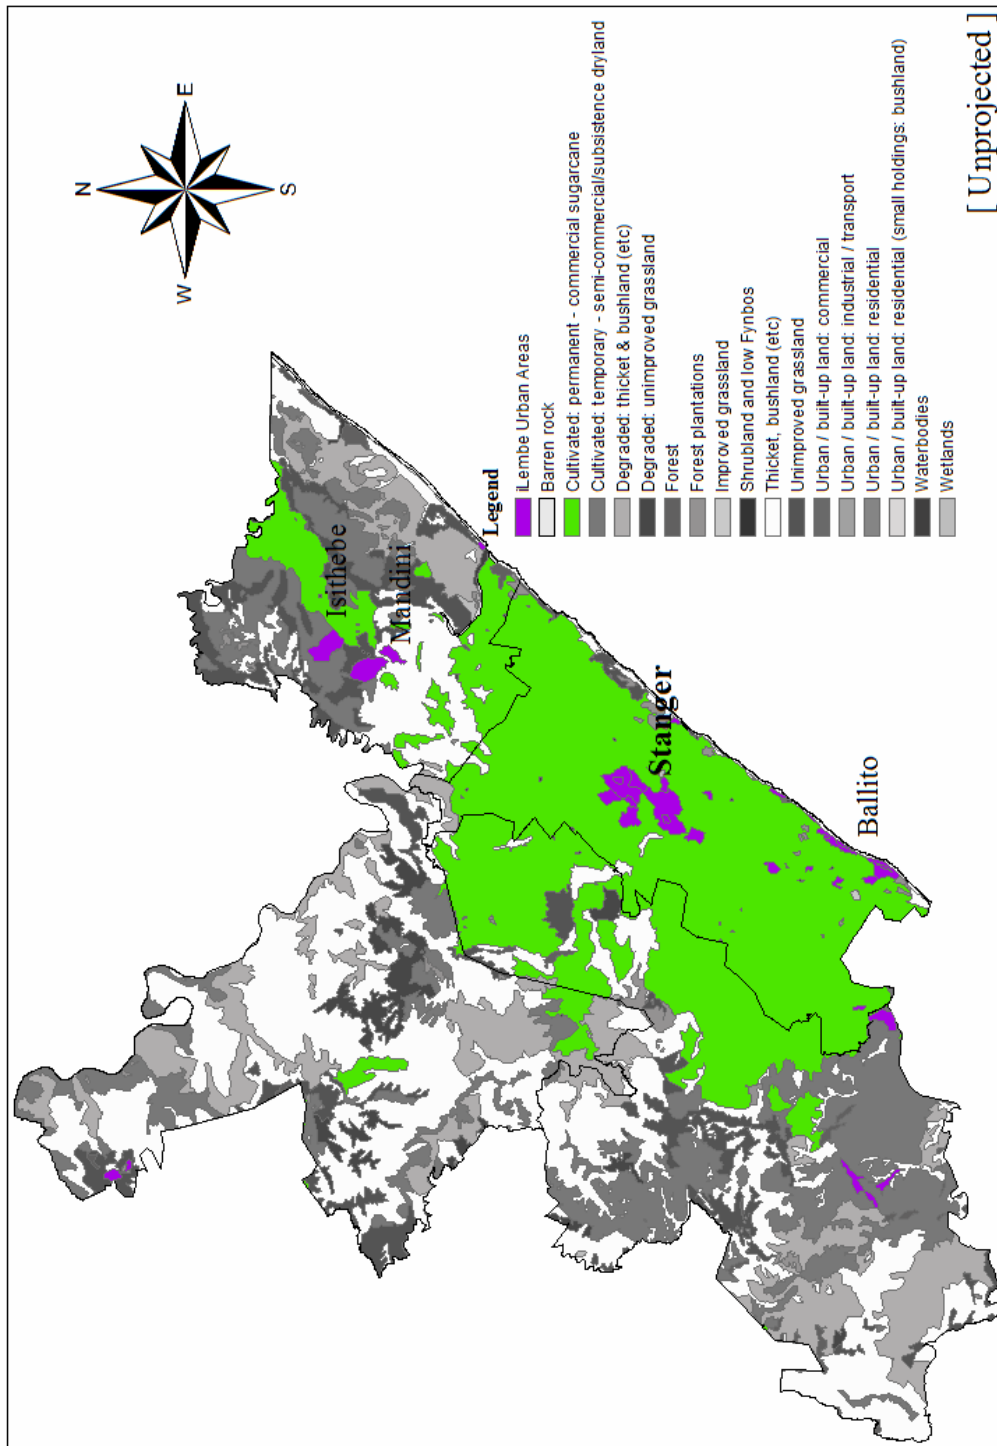 N
E
W
S
Isithebe
Mandini
Stanger
Ballito
Legend
iLembe Urban Areas
Barren rock
Cultivated: permanent - commercial sugarcane
Cultivated: temporary - semi-commercial/subsistence dryland
Degraded: thicket & bushland (etc)
Degraded: unimproved grassland
Forest
Forest plantations
Improved grassland
Shrubland and low Fynbos
Thicket, bushland (etc)
Unimproved grassland
Urban / built-up land: commercial
Urban / built-up land: industrial / transport
Urban / built-up land: residential
Urban / built-up land: residential (small holdings: bushland)
Waterbodies
Wetlands
[ Unprojected ]